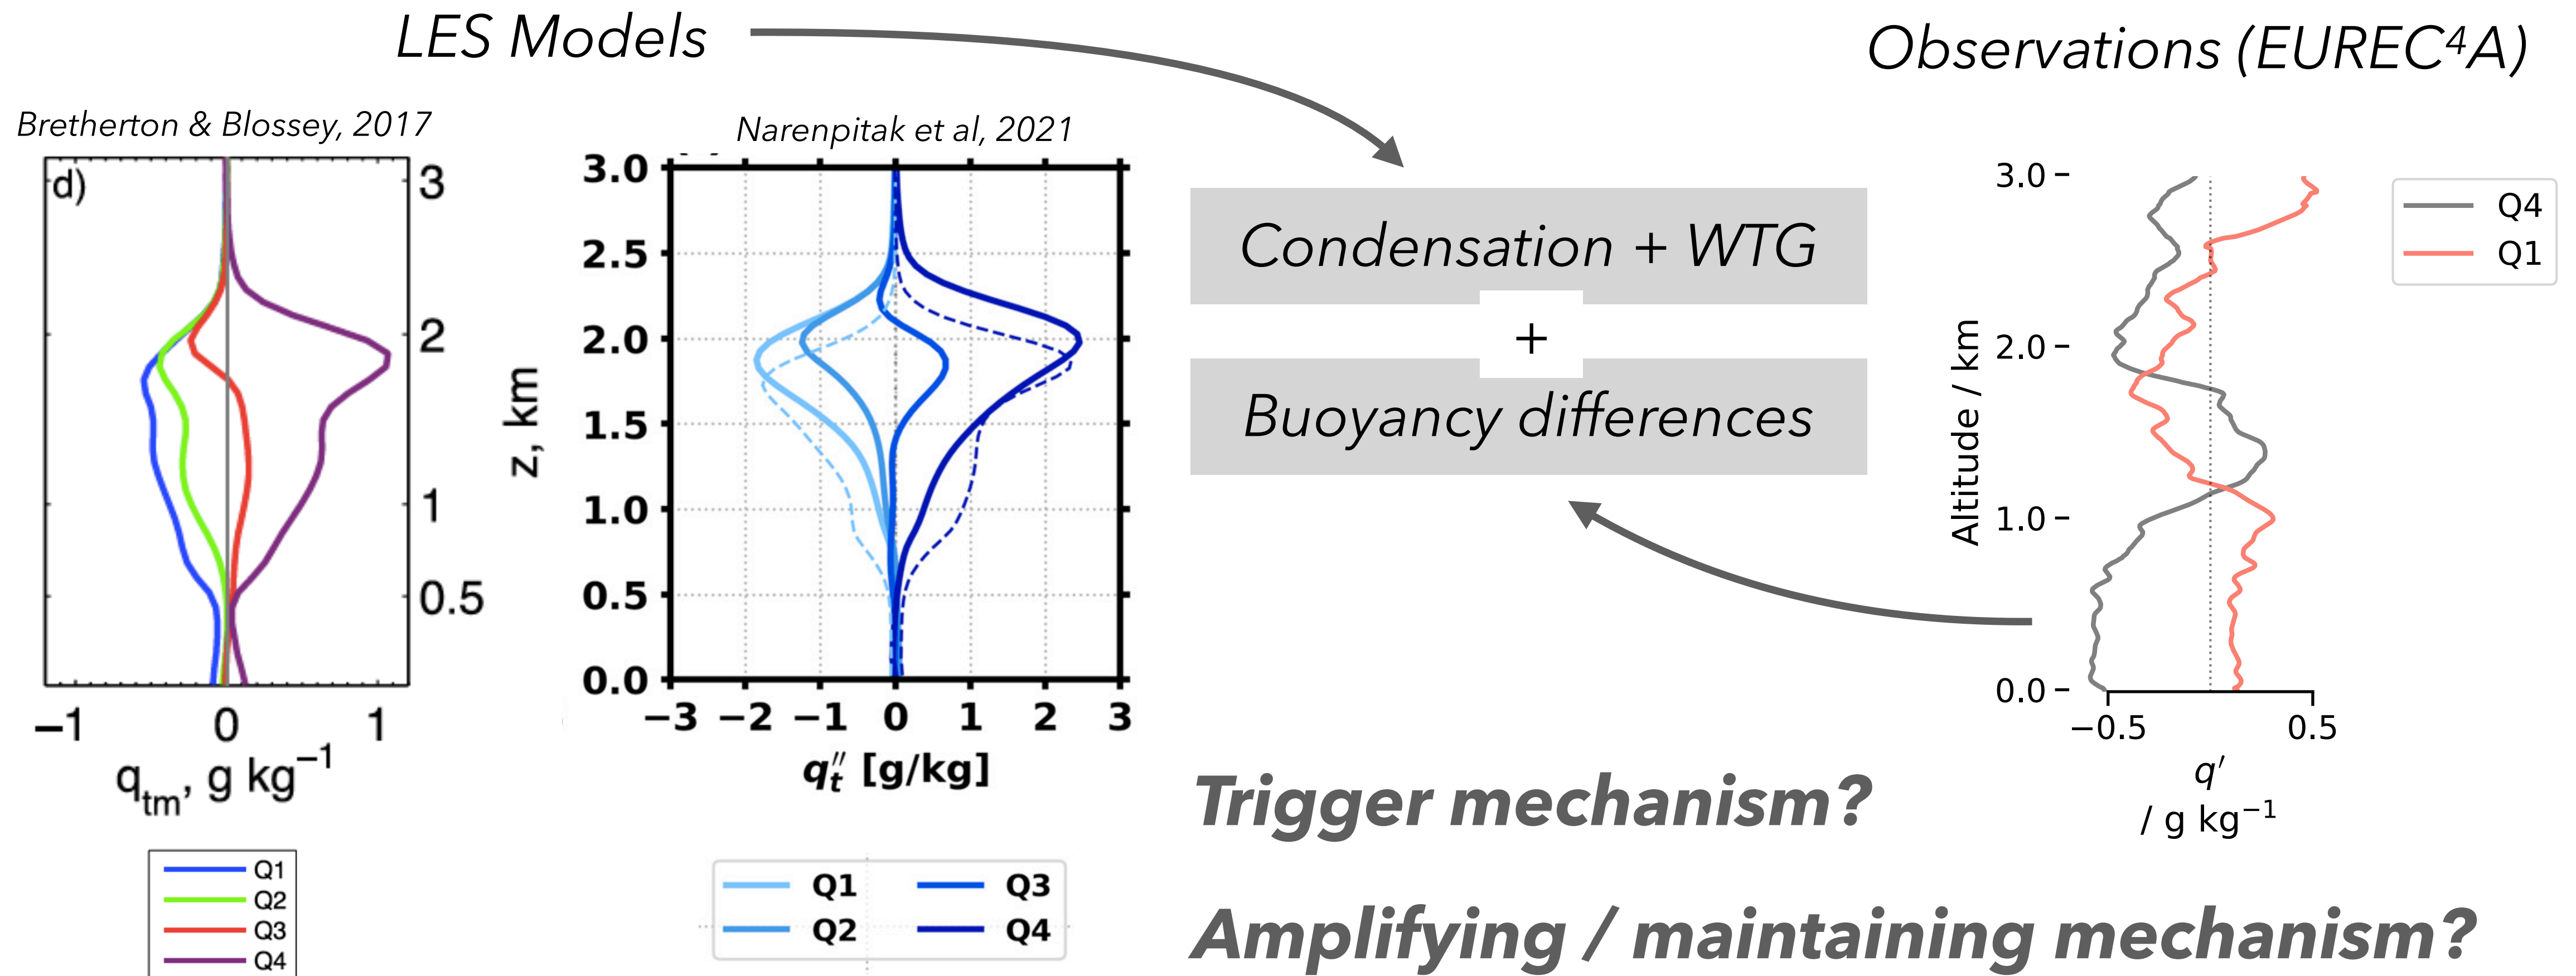 LES Models
Observations (EUREC⁴A)
Bretherton & Blossey, 2017
d)
3
2
1
0.5
z, km
−1 0 1
q_tm, g kg⁻¹
Q1
Q2
Q3
Q4
Narenpitak et al, 2021
3.0
2.5
2.0
1.5
1.0
0.5
0.0
−3 −2 −1 0 1 2 3
q″_t [g/kg]
Q1 Q3
Q2 Q4
Condensation + WTG
+
Buoyancy differences
Q4
Q1
3.0
2.0
1.0
0.0
Altitude / km
−0.5 0.5
q′
/ g kg⁻¹
Trigger mechanism?
Amplifying / maintaining mechanism?